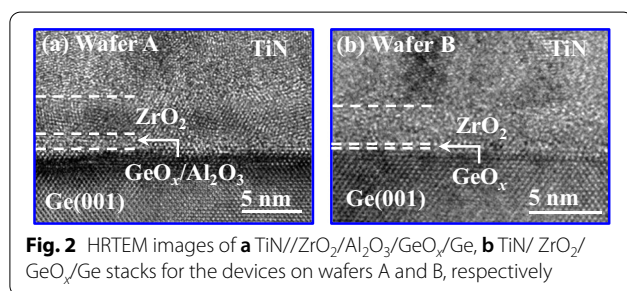 (a) Wafer A TiN
ZrO₂
GeOₓ/Al₂O₃
Ge(001) 5 nm
(b) Wafer B TiN
ZrO₂
GeOₓ
Ge(001) 5 nm
Fig. 2 HRTEM images of a TiN//ZrO₂/Al₂O₃/GeOₓ/Ge, b TiN/ ZrO₂/
GeOₓ/Ge stacks for the devices on wafers A and B, respectively